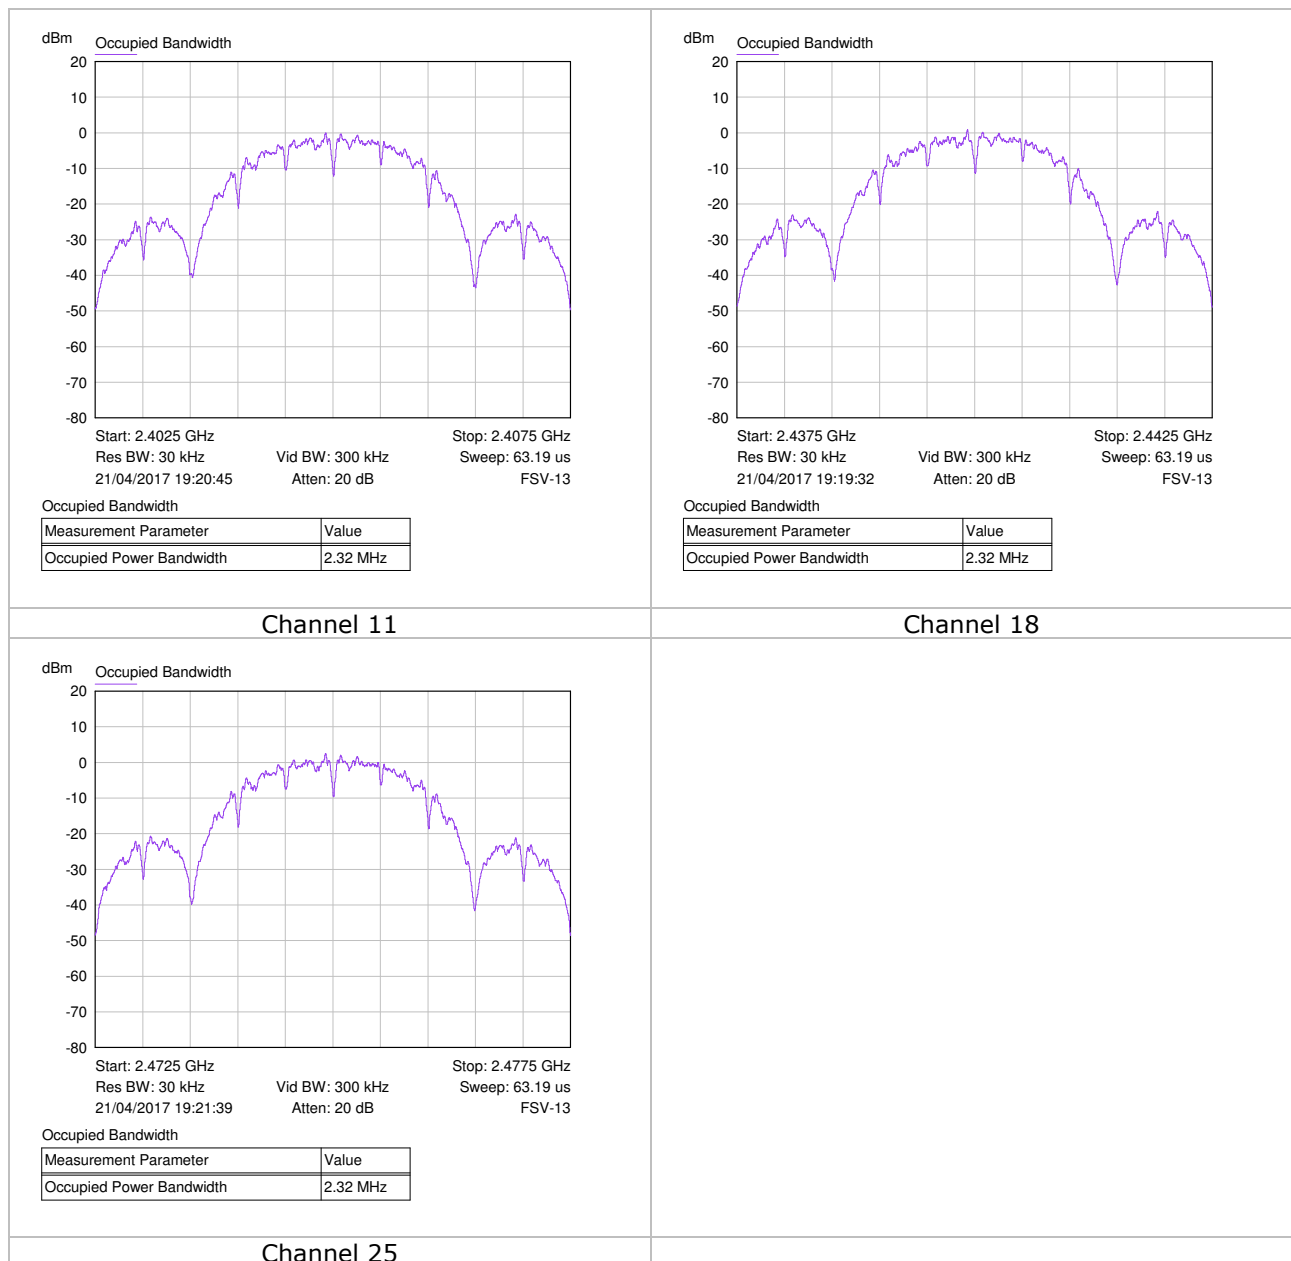 dBm Occupied Bandwidth
20
10
0
-10
-20
-30
-40
-50
-60
-70
-80
Start: 2.4025 GHz Stop: 2.4075 GHz
Res BW: 30 kHz Vid BW: 300 kHz Sweep: 63.19 us
21/04/2017 19:20:45 Atten: 20 dB FSV-13
Occupied Bandwidth
Measurement Parameter Value
Occupied Power Bandwidth 2.32 MHz
Channel 11
dBm Occupied Bandwidth
20
10
0
-10
-20
-30
-40
-50
-60
-70
-80
Start: 2.4375 GHz Stop: 2.4425 GHz
Res BW: 30 kHz Vid BW: 300 kHz Sweep: 63.19 us
21/04/2017 19:19:32 Atten: 20 dB FSV-13
Occupied Bandwidth
Measurement Parameter Value
Occupied Power Bandwidth 2.32 MHz
Channel 18
dBm Occupied Bandwidth
20
10
0
-10
-20
-30
-40
-50
-60
-70
-80
Start: 2.4725 GHz Stop: 2.4775 GHz
Res BW: 30 kHz Vid BW: 300 kHz Sweep: 63.19 us
21/04/2017 19:21:39 Atten: 20 dB FSV-13
Occupied Bandwidth
Measurement Parameter Value
Occupied Power Bandwidth 2.32 MHz
Channel 25